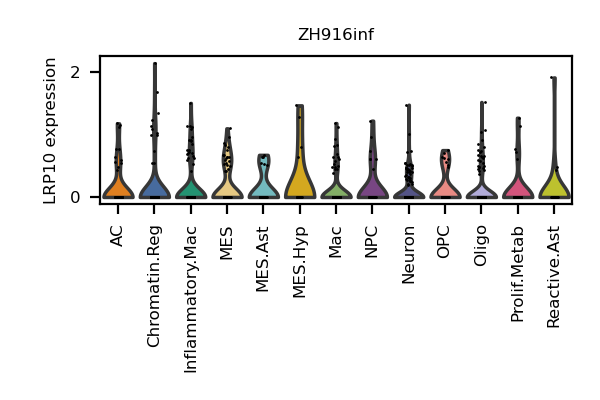 ZH916inf
LRP10 expression
2
0
AC
Chromatin.Reg
Inflammatory.Mac
MES
MES.Ast
MES.Hyp
Mac
NPC
Neuron
OPC
Oligo
Prolif.Metab
Reactive.Ast